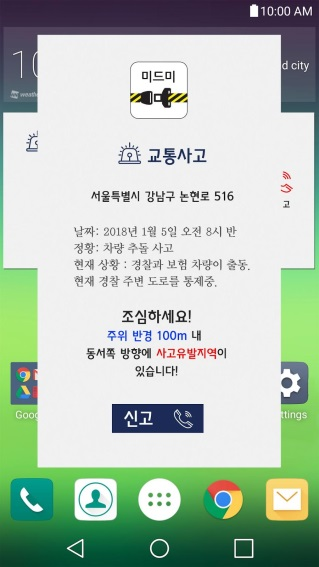 10:00 AM
10
d city
weathe
미드미
교통사고
서울특별시 강남구 논현로 516
날짜: 2018년 1월 5일 오전 8시 반
정황: 차량 추돌 사고
현재 상황 : 경찰과 보험 차량이 출동.
현재 경찰 주변 도로를 통제중.
고
조심하세요!
주위 반경 100m 내
동서쪽 방향에 사고유발지역이
있습니다!
신고
Goog
ettings